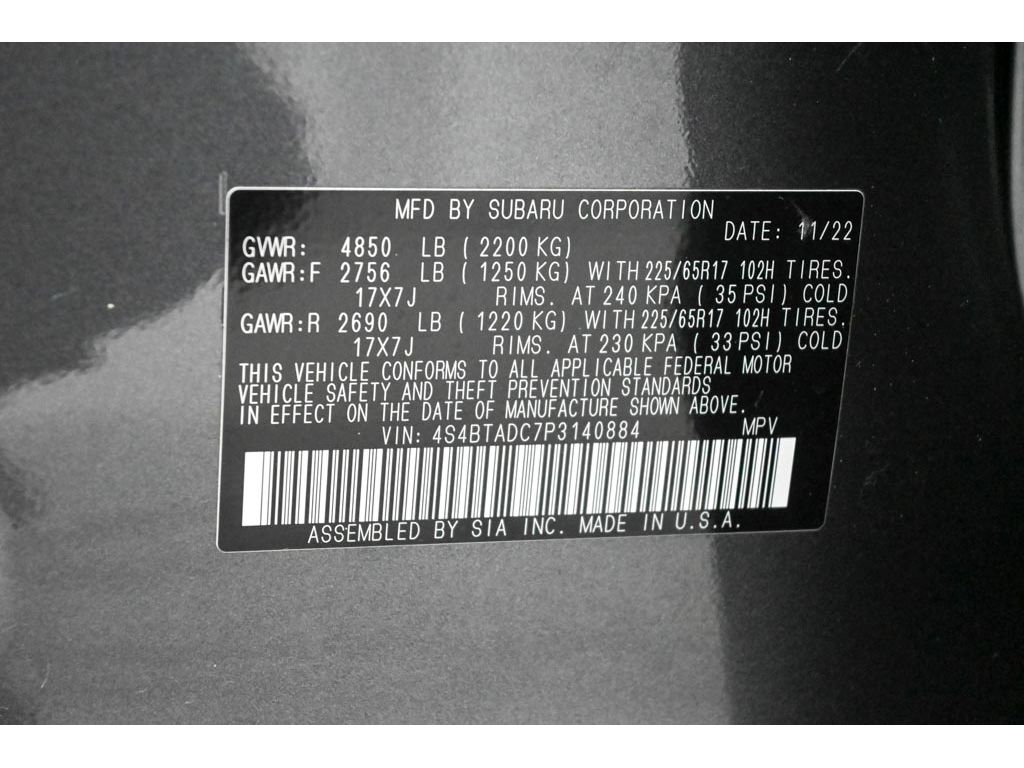 MFD BY SUBARU CORPORATION
DATE: 11/22
GVWR: 4850 LB (2200 KG)
GAWR:F 2756 LB (1250 KG) WITH 225/65R17 102H TIRES.
17X7J RIMS. AT 240 KPA (35 PSI) COLD
GAWR:R 2690 LB (1220 KG) WITH 225/65R17 102H TIRES.
17X7J RIMS. AT 230 KPA (33 PSI) COLD
THIS VEHICLE CONFORMS TO ALL APPLICABLE FEDERAL MOTOR
VEHICLE SAFETY AND THEFT PREVENTION STANDARDS
IN EFFECT ON THE DATE OF MANUFACTURE SHOWN ABOVE.
VIN: 4S4BTADC7P3140884 MPV
ASSEMBLED BY SIA INC. MADE IN U.S.A.